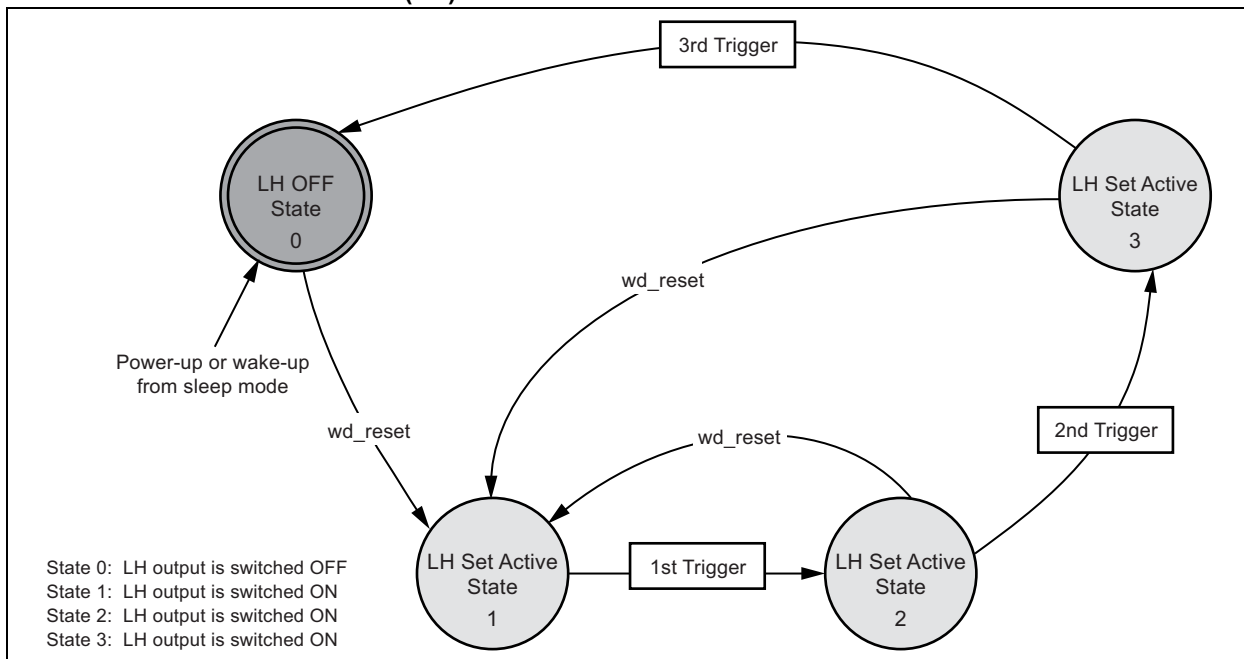 3rd Trigger
LH OFF
State
0
LH Set Active
State
3
wd_reset
Power-up or wake-up
from sleep mode
wd_reset
wd_reset
2nd Trigger
LH Set Active
State
1
1st Trigger
LH Set Active
State
2
State 0: LH output is switched OFF
State 1: LH output is switched ON
State 2: LH output is switched ON
State 3: LH output is switched ON